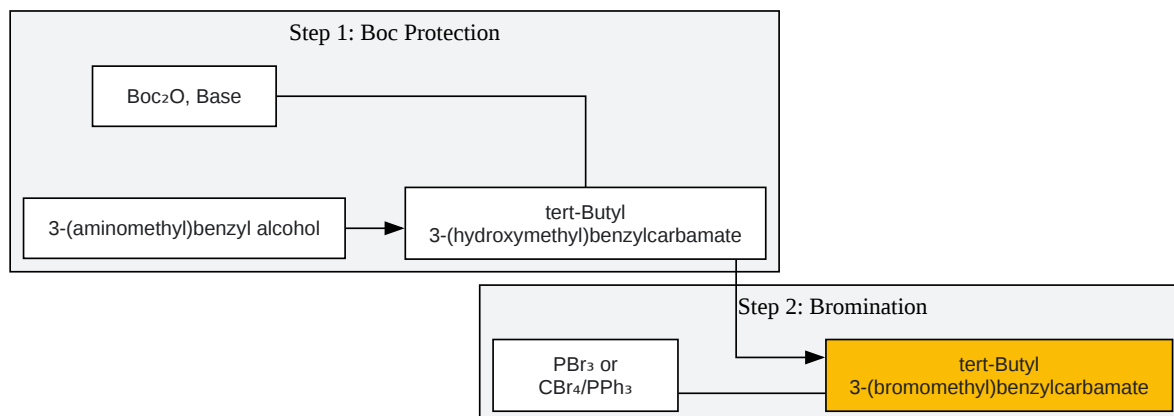 Step 1: Boc Protection
Boc₂O, Base
3-(aminomethyl)benzyl alcohol
tert-Butyl
3-(hydroxymethyl)benzylcarbamate
Step 2: Bromination
PBr₃ or
CBr₄/PPh₃
tert-Butyl
3-(bromomethyl)benzylcarbamate